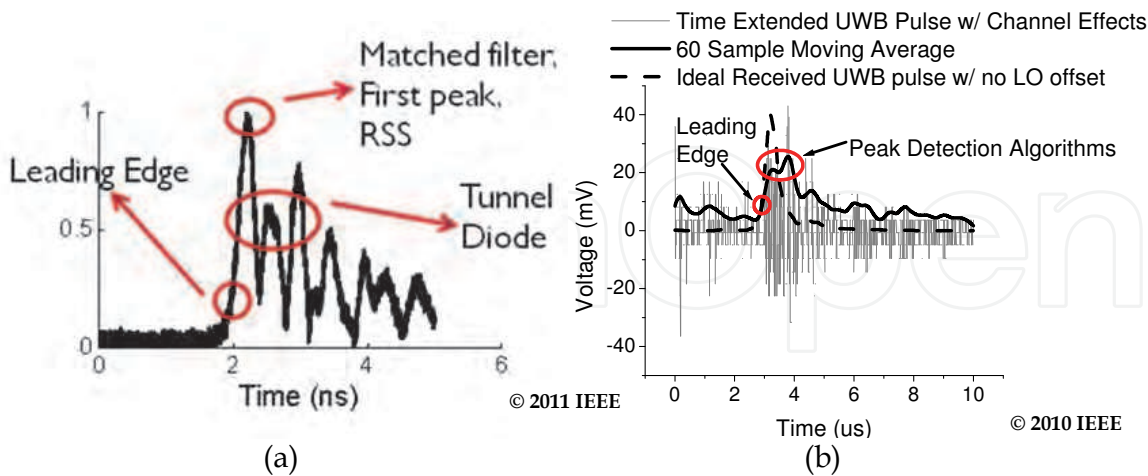 Matched filter,
First peak,
RSS
1
Leading Edge
0.5
Tunnel
Diode
0
0
2
4
6
Time (ns)
© 2011 IEEE
(a)
Time Extended UWB Pulse w/ Channel Effects
60 Sample Moving Average
Ideal Received UWB pulse w/ no LO offset
40
Leading
Edge
Peak Detection Algorithms
20
0
-20
-40
Voltage (mV)
0 2 4 6 8 10
Time (us)
© 2010 IEEE
(b)